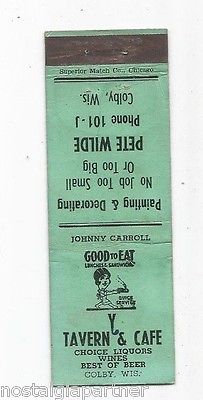 Superior Match Co., Chicago
Painting & Decorating
No Job Too Small
Or Too Big
PETE WILDE
Phone 101-J
Colby, Wis.
JOHNNY CARROLL
GOOD TO EAT
LUNCHES & SANDWICHES
QUICK
SERVICE
Y
TAVERN & CAFE
CHOICE LIQUORS
WINES
BEST OF BEER
COLBY, WIS.
nostalgiapartner